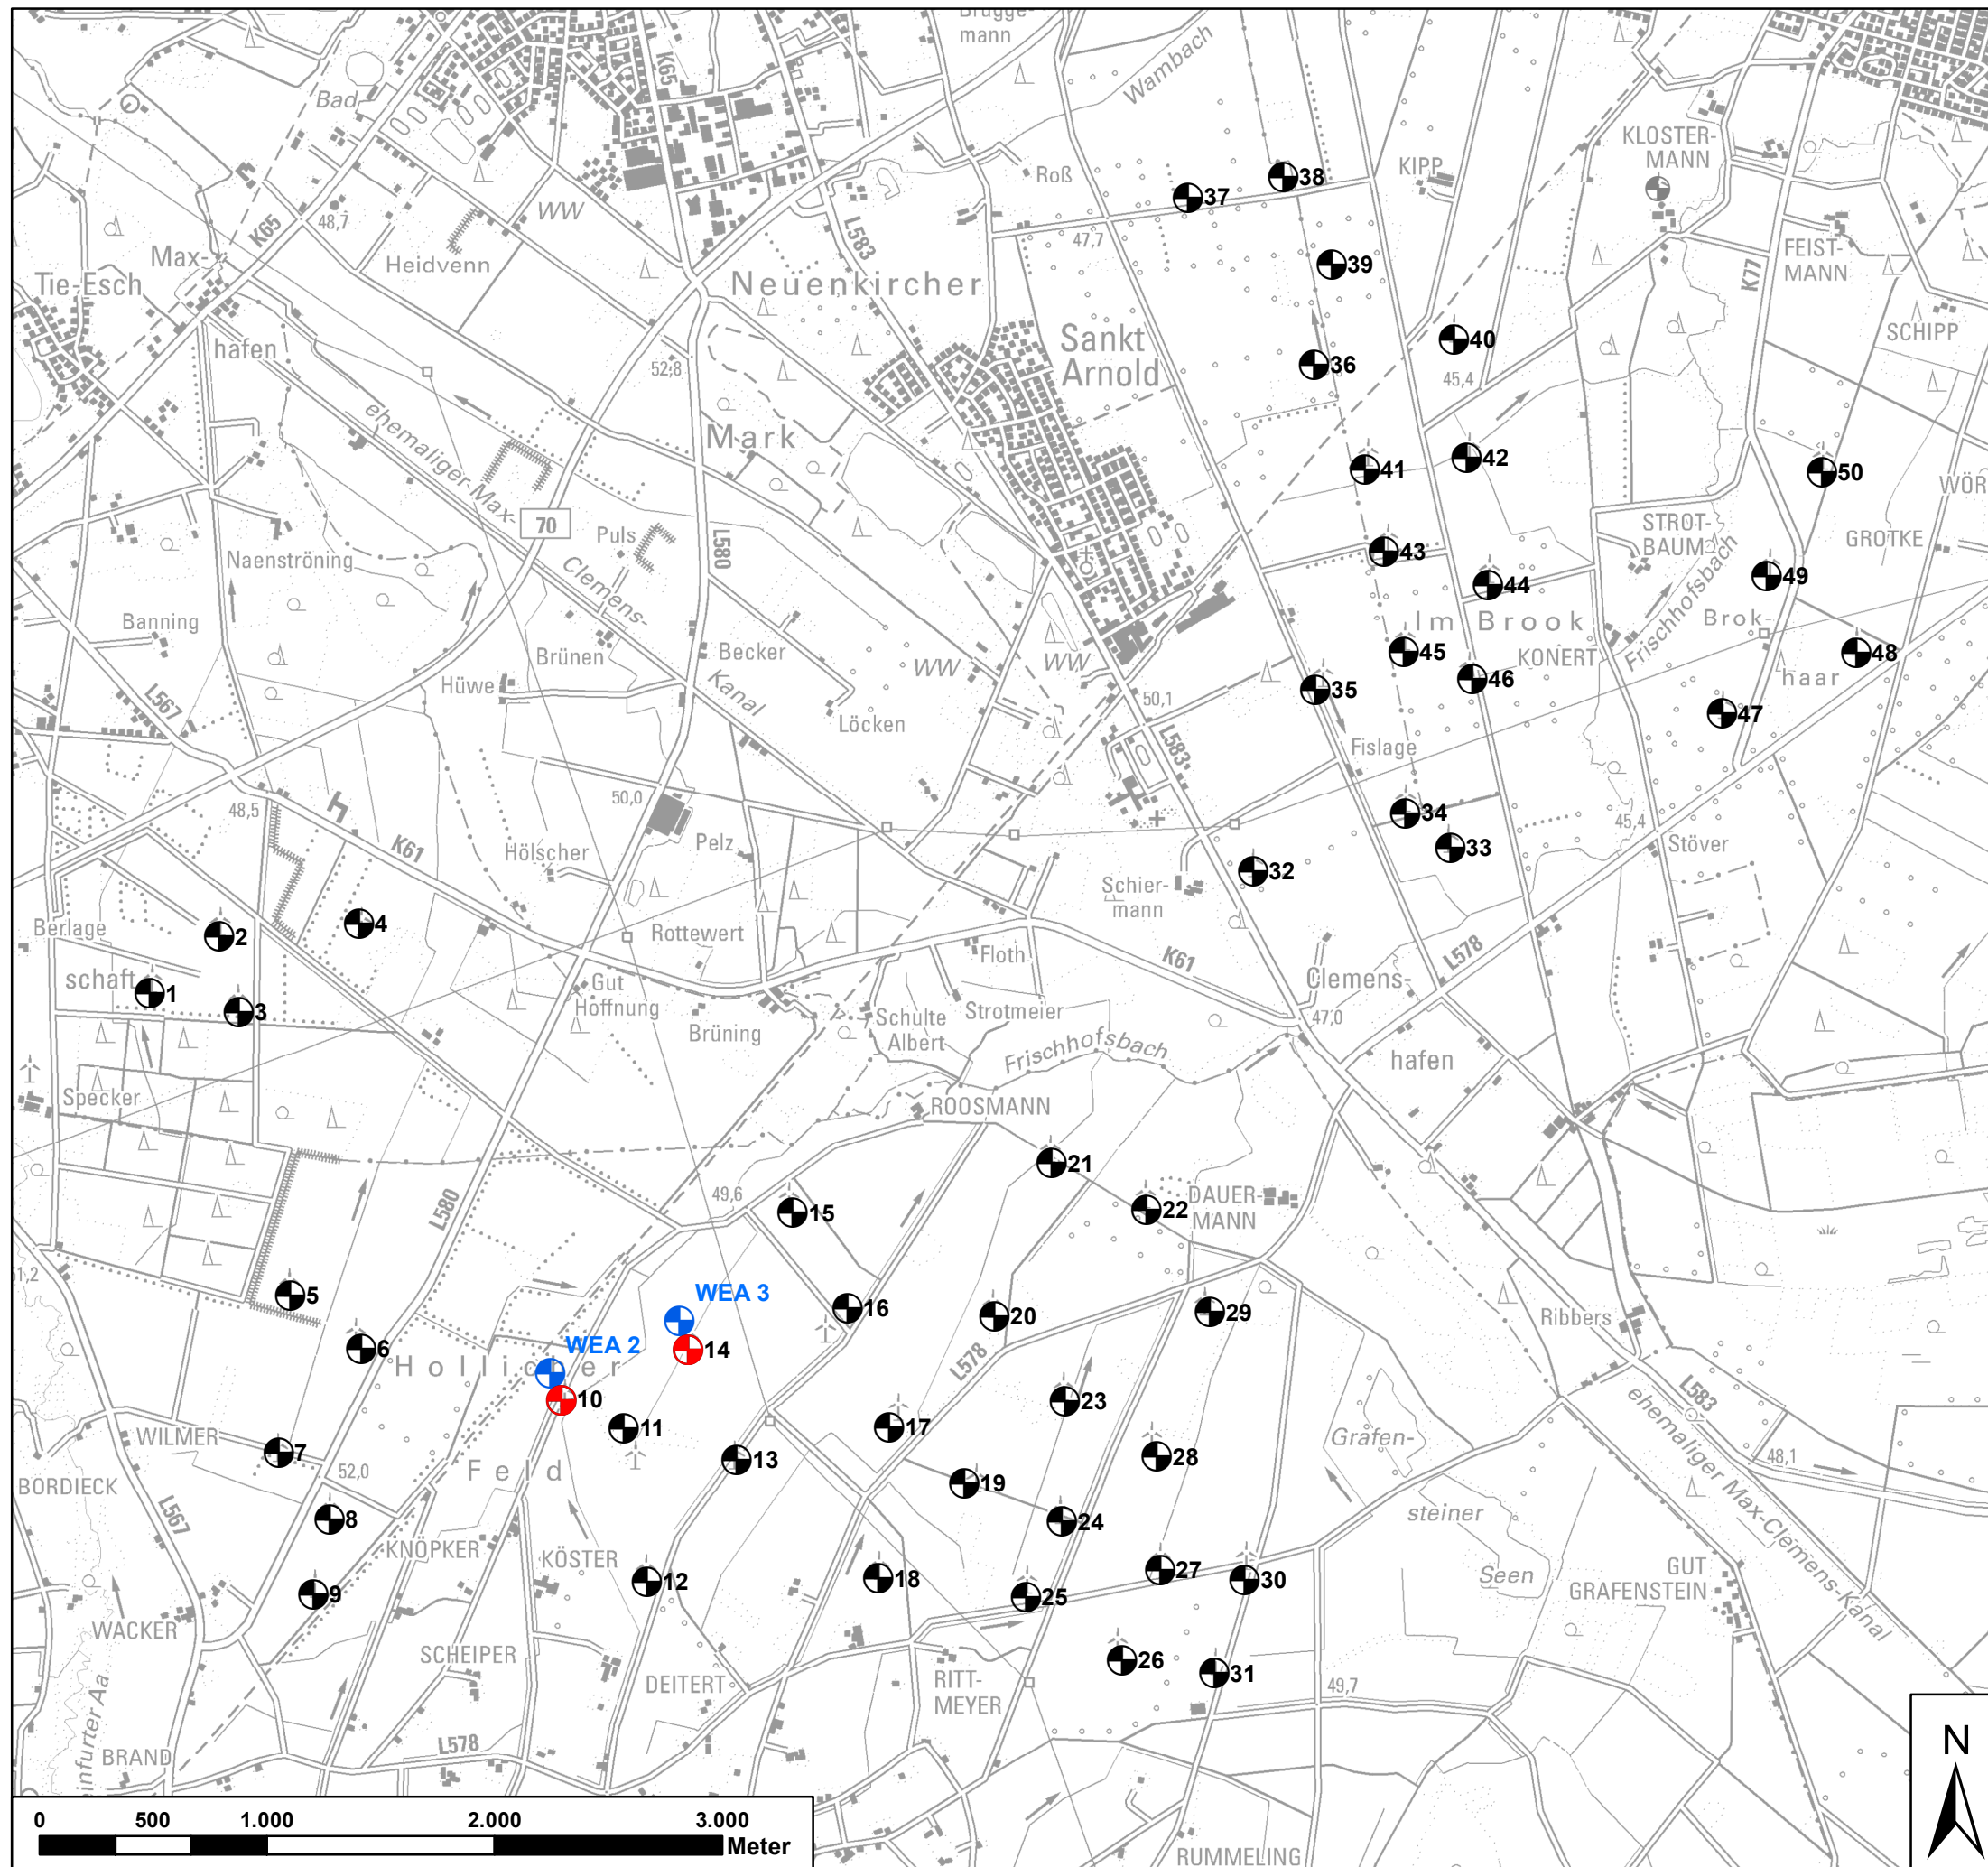 Brügge-
mann
Wambach
K65
Bad
KLOSTER-
MANN
Roß
KIPP
38
37
WW
48,7
K65
L583
47,7
Max-
Heidvenn
Tie-Esch
Neuenkircher
39
K77
FEIST-
MANN
SCHIPP
hafen
52,8
Sankt
Arnold
40
36
45,4
ehemaliger Max-
Mark
42
41
50
WÖR
70
Puls
L580
STROT-
BAUM
GROTKE
Naenströning
43
Clemens-
44
49
Frischhofsbach
Banning
Im Brook
Brok
Brünen
Becker
WW
WW
45
KONERT
48
haar
Hüwe
Kanal
46
35
L567
50,1
47
Löcken
L583
Fislage
50,0
48,5
34
45,4
K61
Hölscher
Pelz
33
Stöver
32
Schier-
mann
4
Berlage
2
Rottewert
Floth.
K61
L578
schaft
1
Gut
Hoffnung
Clemens-
3
Brüning
Schulte
Albert
Strotmeier
47,0
Frischhofsbach
hafen
Specker
ROOSMANN
21
L580
49,6
15
22
DAUER-
MANN
51,2
5
WEA 3
16
20
29
Ribbers
6
14
WEA 2
Hollicher
L578
10
23
L583
11
17
WILMER
7
13
28
Gräfen-
48,1
52,0
Feld
BORDIECK
19
L567
8
24
steiner
ehemaliger Max-Clemens-Kanal
KNÖPKER
KÖSTER
12
18
27
30
Seen
GUT
GRAFENSTEIN
9
25
WACKER
SCHEIPER
26
31
DEITERT
RITT-
MEYER
49,7
infurter Aa
BRAND
L578
N
0 500 1.000 2.000 3.000
Meter
RUMMELING